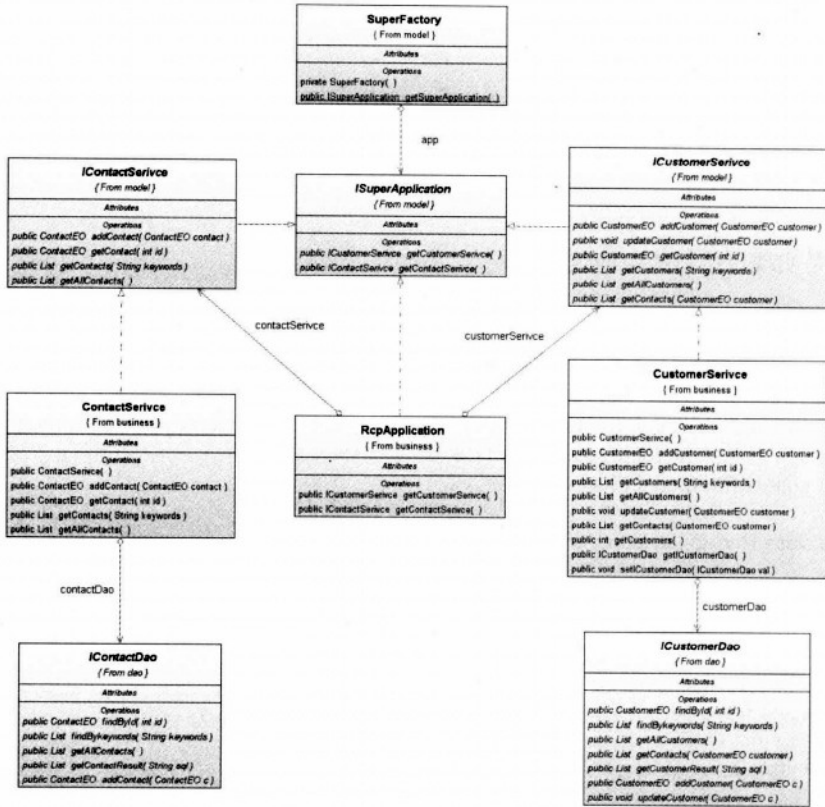 SuperFactory
{ From model }
Attributes
Operations
private SuperFactory( )
public ISuperApplication getSuperApplication( )
app
IContactSerivce
{ From model }
Attributes
Operations
public ContactEO addContact( ContactEO contact )
public ContactEO getContact( int id )
public List getContacts( String keywords )
public List getAllContacts( )
ISuperApplication
{ From model }
Attributes
Operations
public ICustomerSerivce getCustomerSerivce( )
public IContactSerivce getContactSerivce( )
ICustomerSerivce
{ From model }
Attributes
Operations
public CustomerEO addCustomer( CustomerEO customer )
public void updateCustomer( CustomerEO customer )
public CustomerEO getCustomer( int id )
public List getCustomers( String keywords )
public List getAllCustomers( )
public List getContacts( CustomerEO customer )
contactSerivce
customerSerivce
ContactSerivce
{ From business }
Attributes
Operations
public ContactSerivce( )
public ContactEO addContact( ContactEO contact )
public ContactEO getContact( int id )
public List getContacts( String keywords )
public List getAllContacts( )
RcpApplication
{ From business }
Attributes
Operations
public ICustomerSerivce getCustomerSerivce( )
public IContactSerivce getContactSerivce( )
CustomerSerivce
{ From business }
Attributes
Operations
public CustomerSerivce( )
public CustomerEO addCustomer( CustomerEO customer )
public CustomerEO getCustomer( int id )
public List getCustomers( String keywords )
public List getAllCustomers( )
public void updateCustomer( CustomerEO customer )
public List getContacts( CustomerEO customer )
public int getCustomers( )
public ICustomerDao getICustomerDao( )
public void setICustomerDao( ICustomerDao val )
contactDao
customerDao
IContactDao
{ From dao }
Attributes
Operations
public ContactEO findById( int id )
public List findBykeywords( String keywords )
public List getAllContacts( )
public List getContactResult( String sql )
public ContactEO addContact( ContactEO c )
ICustomerDao
{ From dao }
Attributes
Operations
public CustomerEO findById( int id )
public List findBykeywords( String keywords )
public List getAllCustomers( )
public List getContacts( CustomerEO customer )
public List getCustomerResult( String sql )
public CustomerEO addCustomer( CustomerEO c )
public void updateCustomer( CustomerEO c )